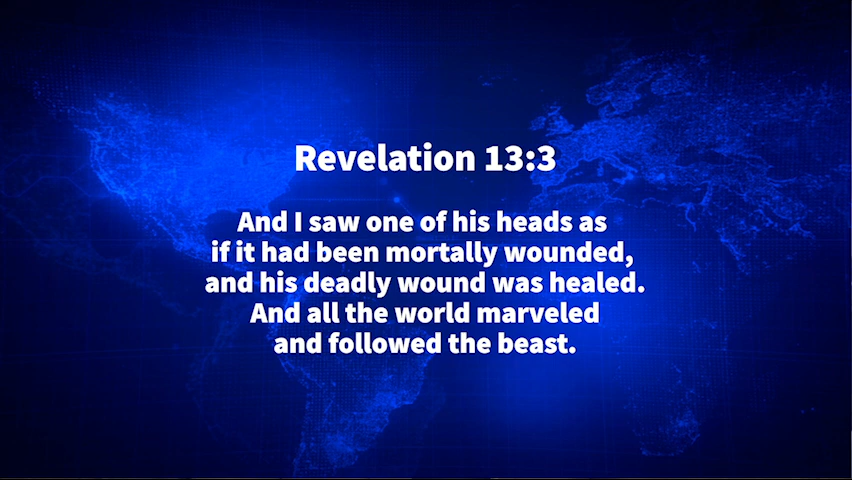 Revelation 13:3
And I saw one of his heads as
if it had been mortally wounded,
and his deadly wound was healed.
And all the world marveled
and followed the beast.